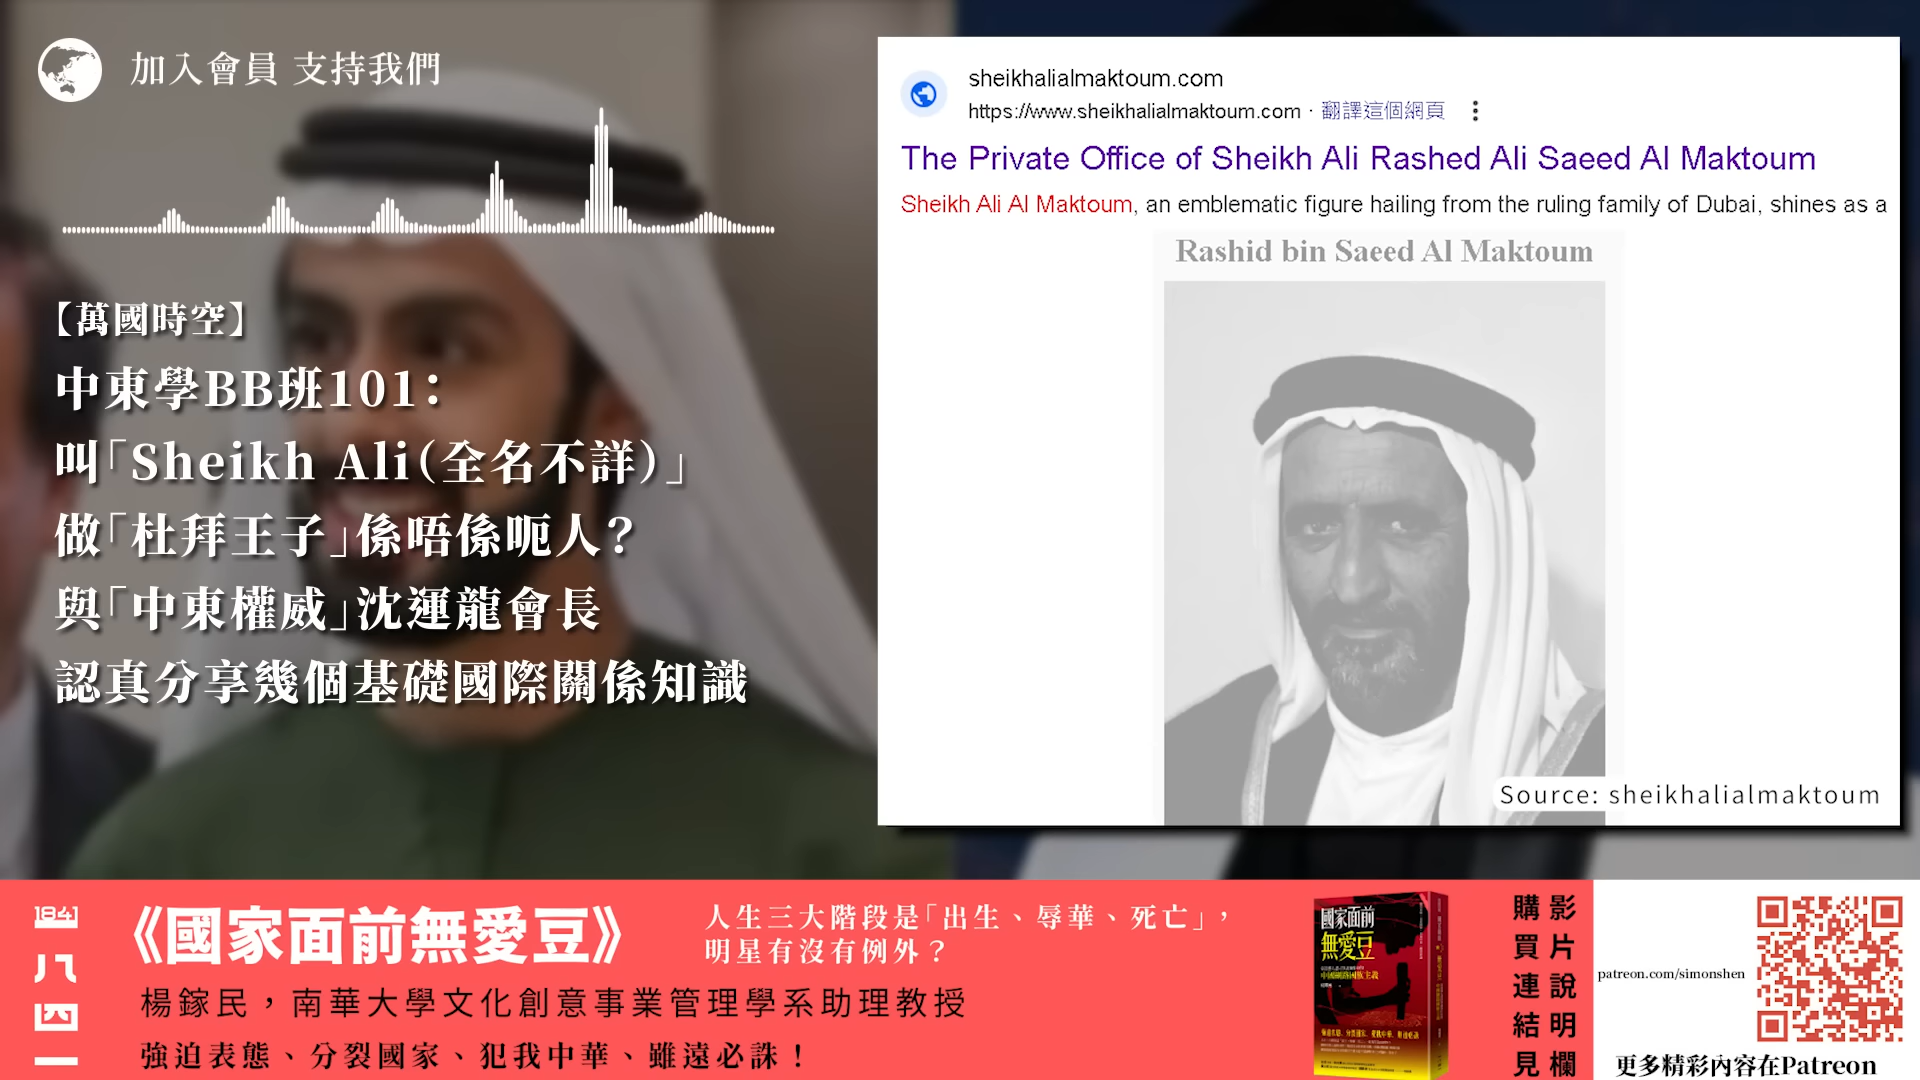 加入會員 支持我們
【萬國時空】
中東學BB班101：
叫「Sheikh Ali（全名不詳）」
做「杜拜王子」係唔係呃人？
與「中東權威」沈運龍會長
認真分享幾個基礎國際關係知識
sheikhalialmaktoum.com
https://www.sheikhalialmaktoum.com · 翻譯這個網頁
The Private Office of Sheikh Ali Rashed Ali Saeed Al Maktoum
Sheikh Ali Al Maktoum, an emblematic figure hailing from the ruling family of Dubai, shines as a
Rashid bin Saeed Al Maktoum
Source: sheikhalialmaktoum
1841
一八四一
《國家面前無愛豆》
人生三大階段是「出生、辱華、死亡」，
明星有沒有例外？
楊鎵民，南華大學文化創意事業管理學系助理教授
強迫表態、分裂國家、犯我中華、雖遠必誅！
國家面前
無愛豆
購買連結見
影片說明欄
patreon.com/simonshen
更多精彩內容在Patreon